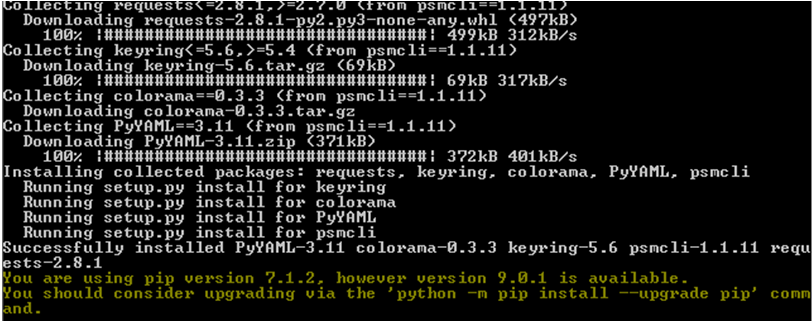 Collecting requests<=2.8.1,>=2.7.0 (from psmcli==1.1.11)
Downloading requests-2.8.1-py2.py3-none-any.whl (497kB)
100% |################################| 499kB 312kB/s
Collecting keyring<=5.6,>=5.4 (from psmcli==1.1.11)
Downloading keyring-5.6.tar.gz (69kB)
100% |################################| 69kB 317kB/s
Collecting colorama==0.3.3 (from psmcli==1.1.11)
Downloading colorama-0.3.3.tar.gz
Collecting PyYAML==3.11 (from psmcli==1.1.11)
Downloading PyYAML-3.11.zip (371kB)
100% |################################| 372kB 401kB/s
Installing collected packages: requests, keyring, colorama, PyYAML, psmcli
Running setup.py install for keyring
Running setup.py install for colorama
Running setup.py install for PyYAML
Running setup.py install for psmcli
Successfully installed PyYAML-3.11 colorama-0.3.3 keyring-5.6 psmcli-1.1.11 requ
ests-2.8.1
You are using pip version 7.1.2, however version 9.0.1 is available.
You should consider upgrading via the 'python -m pip install --upgrade pip' comm
and.